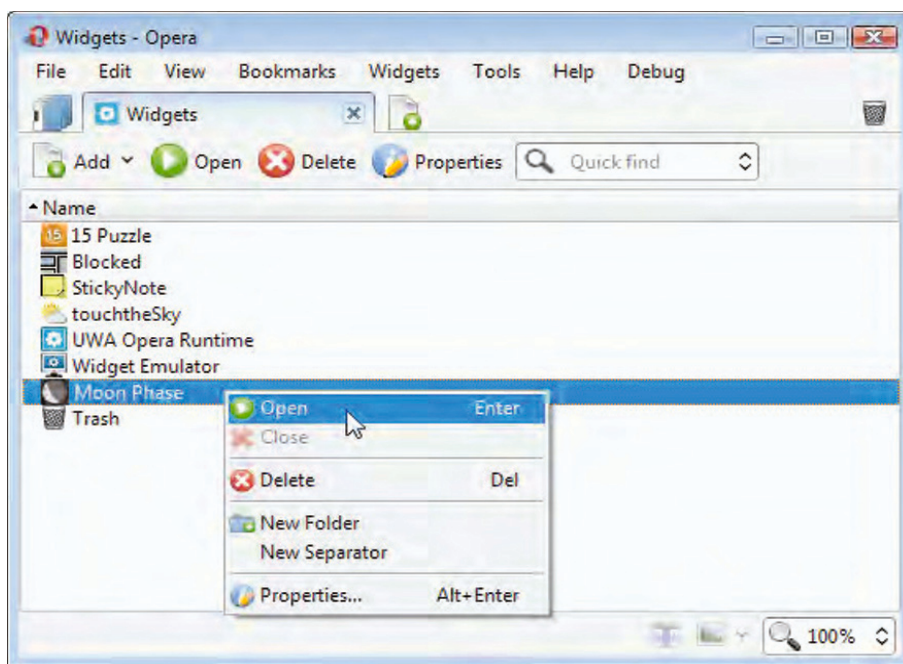 Widgets - Opera
File Edit View Bookmarks Widgets Tools Help Debug
Widgets
Add Open Delete Properties Quick find
Name
15 15 Puzzle
Blocked
StickyNote
touchtheSky
UWA Opera Runtime
Widget Emulator
Moon Phase
Trash
Open Enter
Close
Delete Del
New Folder
New Separator
Properties... Alt+Enter
100%